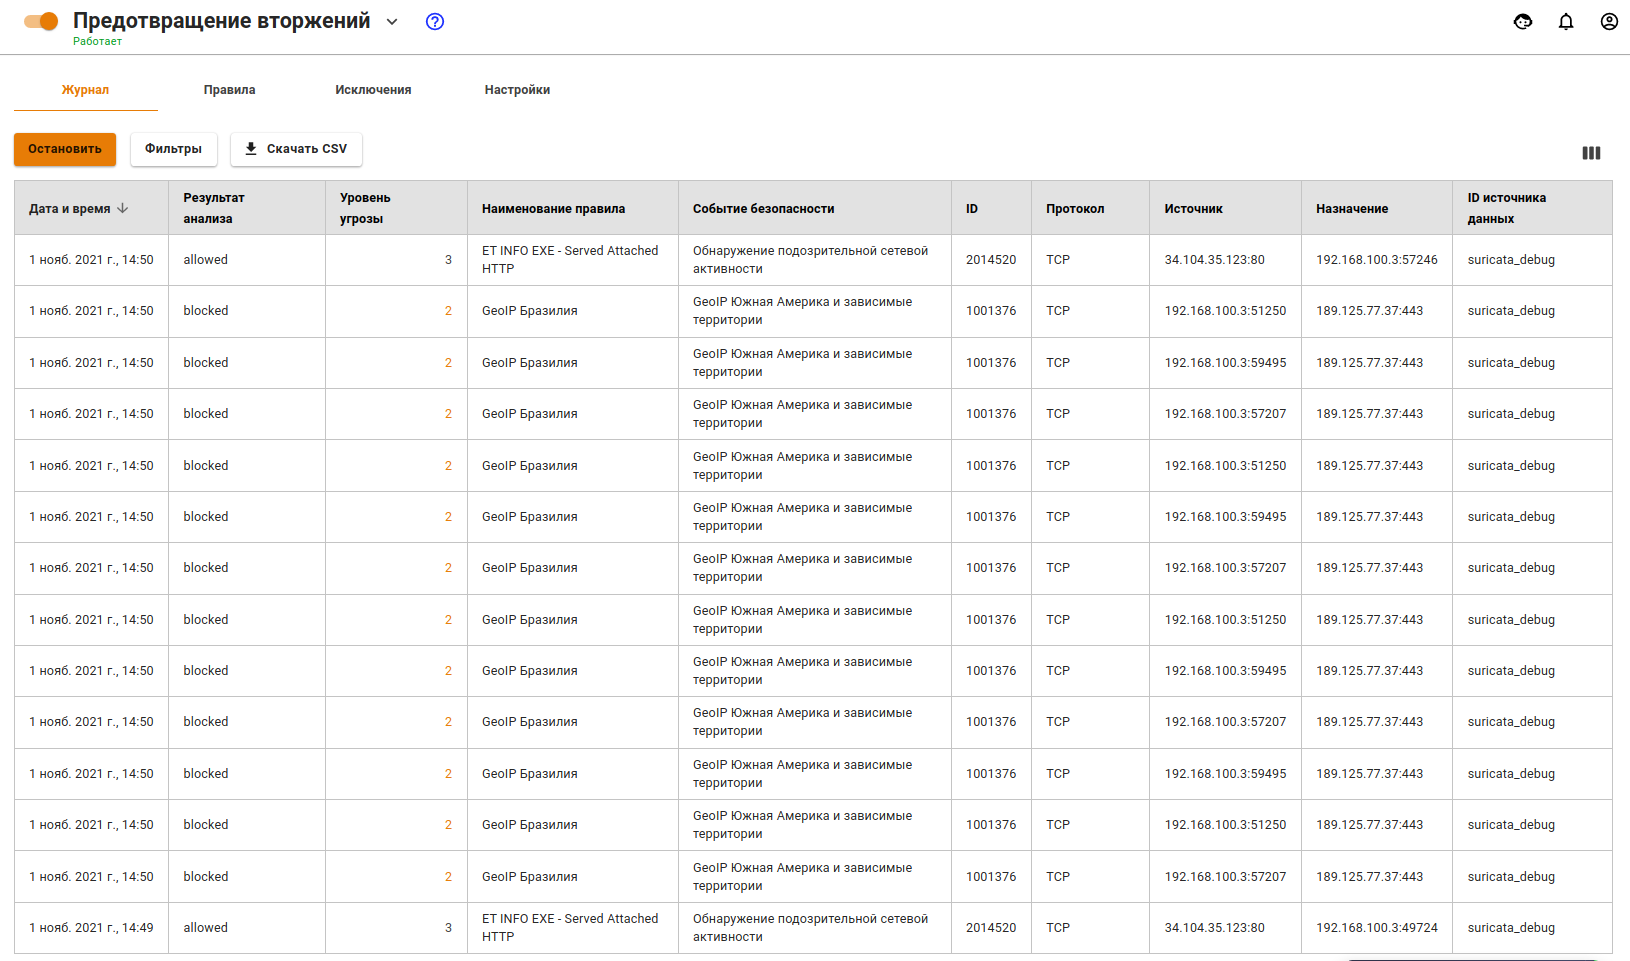 Предотвращение вторжений
Работает
Журнал Правила Исключения Настройки
Остановить Фильтры Скачать CSV
Дата и время Результат анализа Уровень угрозы Наименование правила Событие безопасности ID Протокол Источник Назначение ID источника данных
1 нояб. 2021 г., 14:50 allowed 3 ET INFO EXE - Served Attached HTTP Обнаружение подозрительной сетевой активности 2014520 TCP 34.104.35.123:80 192.168.100.3:57246 suricata_debug
1 нояб. 2021 г., 14:50 blocked 2 GeoIP Бразилия GeoIP Южная Америка и зависимые территории 1001376 TCP 192.168.100.3:51250 189.125.77.37:443 suricata_debug
1 нояб. 2021 г., 14:50 blocked 2 GeoIP Бразилия GeoIP Южная Америка и зависимые территории 1001376 TCP 192.168.100.3:59495 189.125.77.37:443 suricata_debug
1 нояб. 2021 г., 14:50 blocked 2 GeoIP Бразилия GeoIP Южная Америка и зависимые территории 1001376 TCP 192.168.100.3:57207 189.125.77.37:443 suricata_debug
1 нояб. 2021 г., 14:50 blocked 2 GeoIP Бразилия GeoIP Южная Америка и зависимые территории 1001376 TCP 192.168.100.3:51250 189.125.77.37:443 suricata_debug
1 нояб. 2021 г., 14:50 blocked 2 GeoIP Бразилия GeoIP Южная Америка и зависимые территории 1001376 TCP 192.168.100.3:59495 189.125.77.37:443 suricata_debug
1 нояб. 2021 г., 14:50 blocked 2 GeoIP Бразилия GeoIP Южная Америка и зависимые территории 1001376 TCP 192.168.100.3:57207 189.125.77.37:443 suricata_debug
1 нояб. 2021 г., 14:50 blocked 2 GeoIP Бразилия GeoIP Южная Америка и зависимые территории 1001376 TCP 192.168.100.3:51250 189.125.77.37:443 suricata_debug
1 нояб. 2021 г., 14:50 blocked 2 GeoIP Бразилия GeoIP Южная Америка и зависимые территории 1001376 TCP 192.168.100.3:59495 189.125.77.37:443 suricata_debug
1 нояб. 2021 г., 14:50 blocked 2 GeoIP Бразилия GeoIP Южная Америка и зависимые территории 1001376 TCP 192.168.100.3:57207 189.125.77.37:443 suricata_debug
1 нояб. 2021 г., 14:50 blocked 2 GeoIP Бразилия GeoIP Южная Америка и зависимые территории 1001376 TCP 192.168.100.3:59495 189.125.77.37:443 suricata_debug
1 нояб. 2021 г., 14:50 blocked 2 GeoIP Бразилия GeoIP Южная Америка и зависимые территории 1001376 TCP 192.168.100.3:51250 189.125.77.37:443 suricata_debug
1 нояб. 2021 г., 14:50 blocked 2 GeoIP Бразилия GeoIP Южная Америка и зависимые территории 1001376 TCP 192.168.100.3:57207 189.125.77.37:443 suricata_debug
1 нояб. 2021 г., 14:49 allowed 3 ET INFO EXE - Served Attached HTTP Обнаружение подозрительной сетевой активности 2014520 TCP 34.104.35.123:80 192.168.100.3:49724 suricata_debug